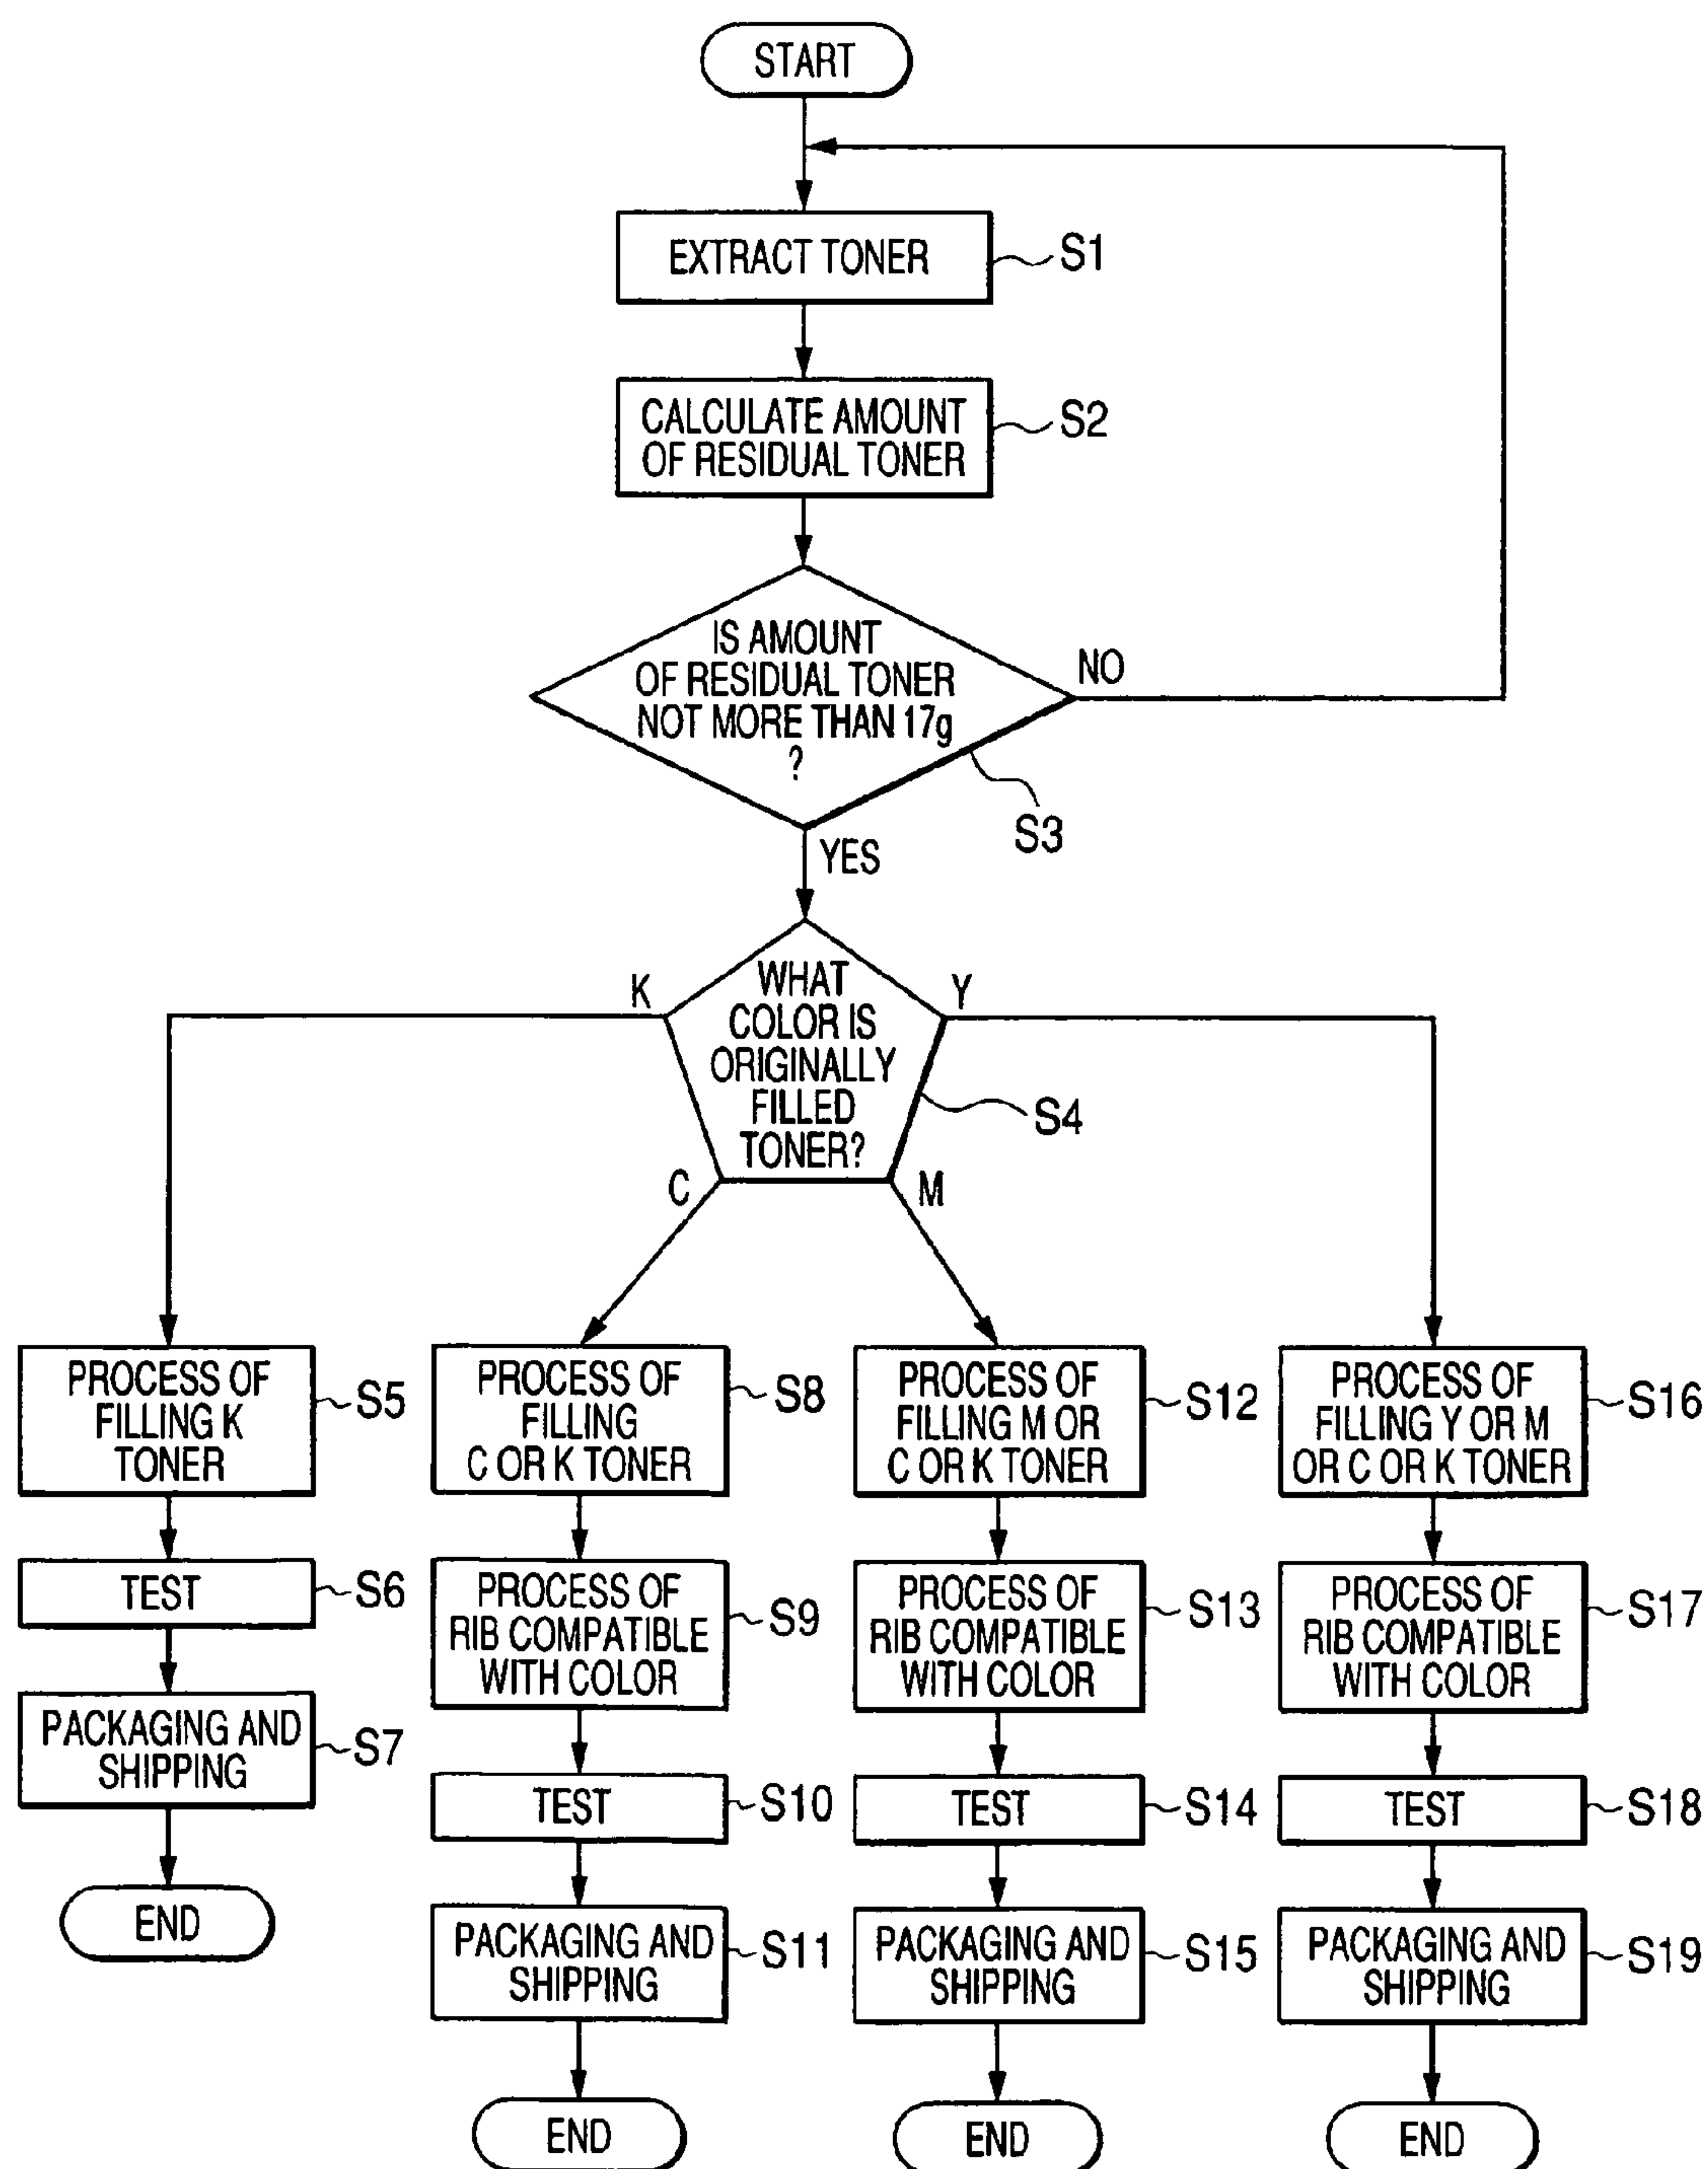 START
EXTRACT TONER
S1
CALCULATE AMOUNT
OF RESIDUAL TONER
S2
IS AMOUNT
OF RESIDUAL TONER
NOT MORE THAN 17g
?
NO
S3
YES
WHAT
COLOR IS
ORIGINALLY
FILLED
TONER?
K
Y
S4
C
M
PROCESS OF
FILLING K
TONER
S5
TEST
S6
PACKAGING AND
SHIPPING
S7
END
PROCESS OF
FILLING
C OR K TONER
S8
PROCESS OF
RIB COMPATIBLE
WITH COLOR
S9
TEST
S10
PACKAGING AND
SHIPPING
S11
END
PROCESS OF
FILLING M OR
C OR K TONER
S12
PROCESS OF
RIB COMPATIBLE
WITH COLOR
S13
TEST
S14
PACKAGING AND
SHIPPING
S15
END
PROCESS OF
FILLING Y OR M
OR C OR K TONER
S16
PROCESS OF
RIB COMPATIBLE
WITH COLOR
S17
TEST
S18
PACKAGING AND
SHIPPING
S19
END